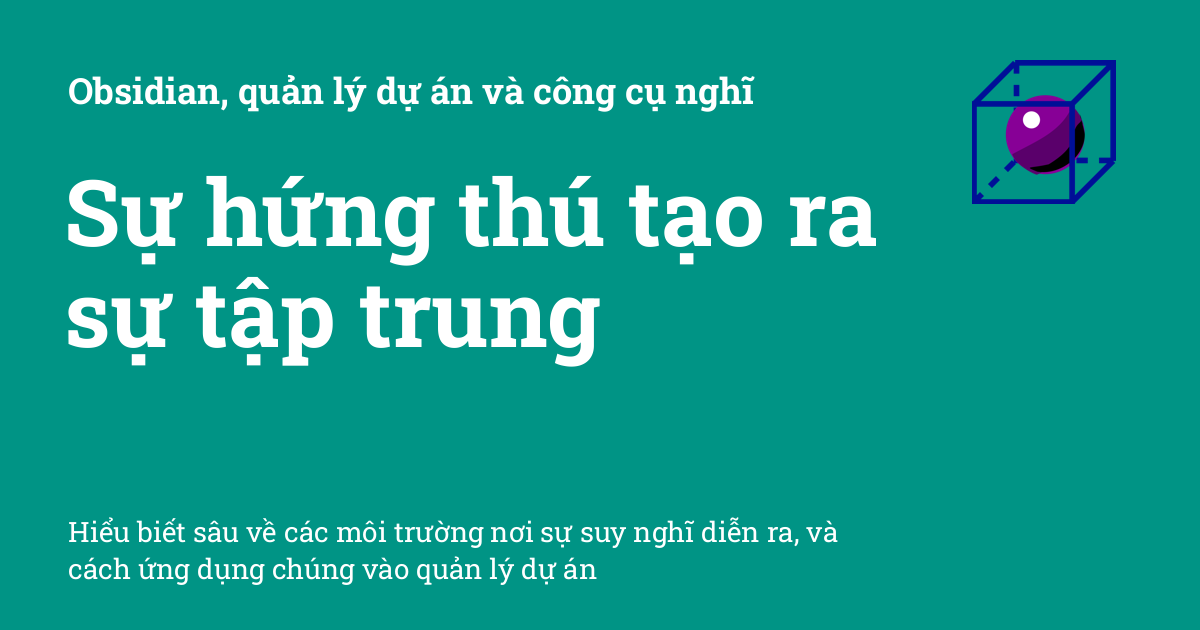 Obsidian, quản lý dự án và công cụ nghĩ
Sự hứng thú tạo ra
sự tập trung
Hiểu biết sâu về các môi trường nơi sự suy nghĩ diễn ra, và
cách ứng dụng chúng vào quản lý dự án